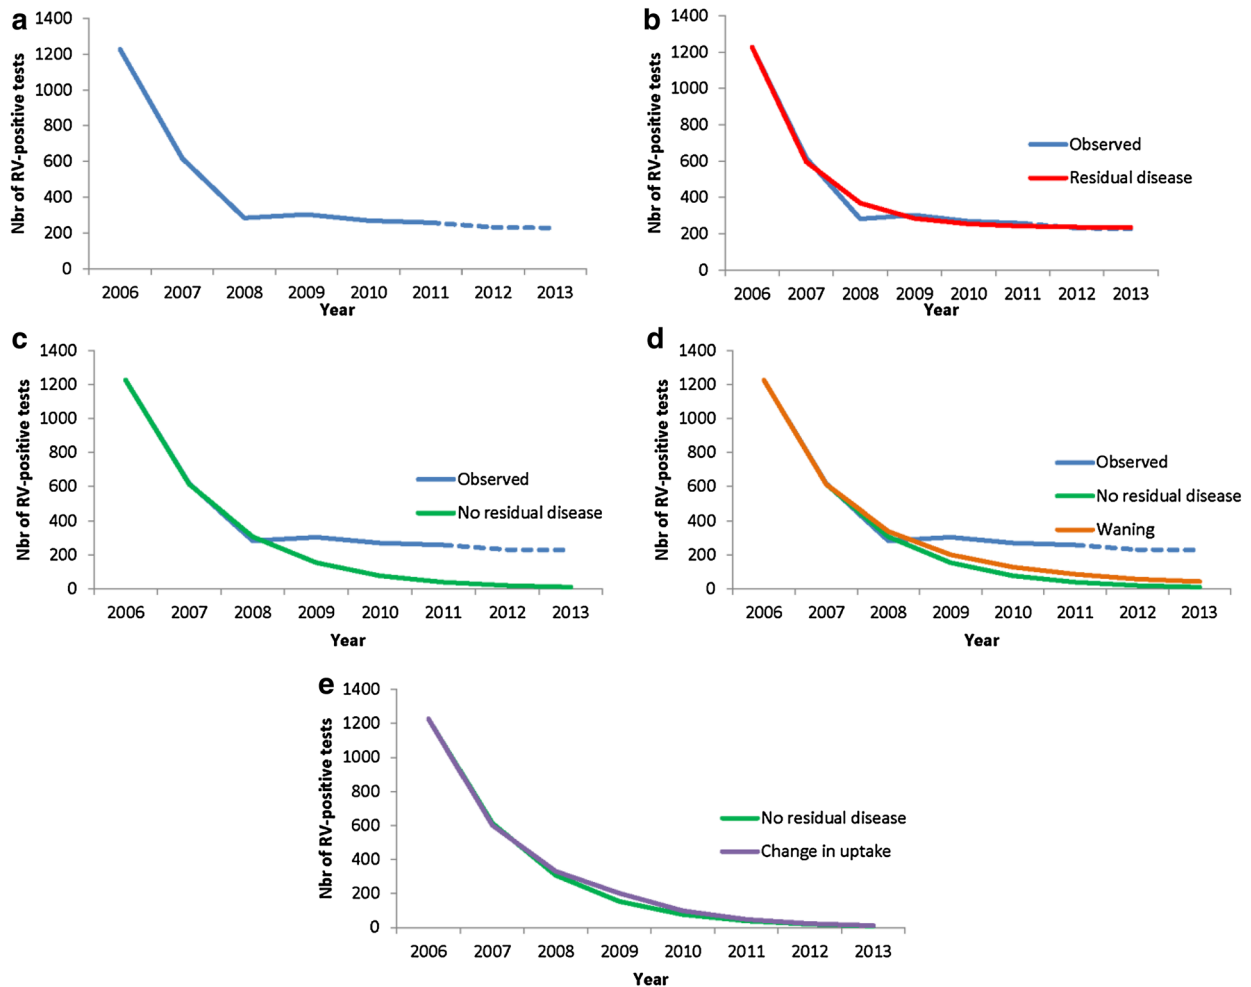 a
Nbr of RV-positive tests
1400
1200
1000
800
600
400
200
0
2006 2007 2008 2009 2010 2011 2012 2013
Year
b
Nbr of RV-positive tests
1400
1200
1000
800
600
400
200
0
Observed
Residual disease
2006 2007 2008 2009 2010 2011 2012 2013
Year
c
Nbr of RV-positive tests
1400
1200
1000
800
600
400
200
0
Observed
No residual disease
2006 2007 2008 2009 2010 2011 2012 2013
Year
d
Nbr of RV-positive tests
1400
1200
1000
800
600
400
200
0
Observed
No residual disease
Waning
2006 2007 2008 2009 2010 2011 2012 2013
Year
e
Nbr of RV-positive tests
1400
1200
1000
800
600
400
200
0
No residual disease
Change in uptake
2006 2007 2008 2009 2010 2011 2012 2013
Year